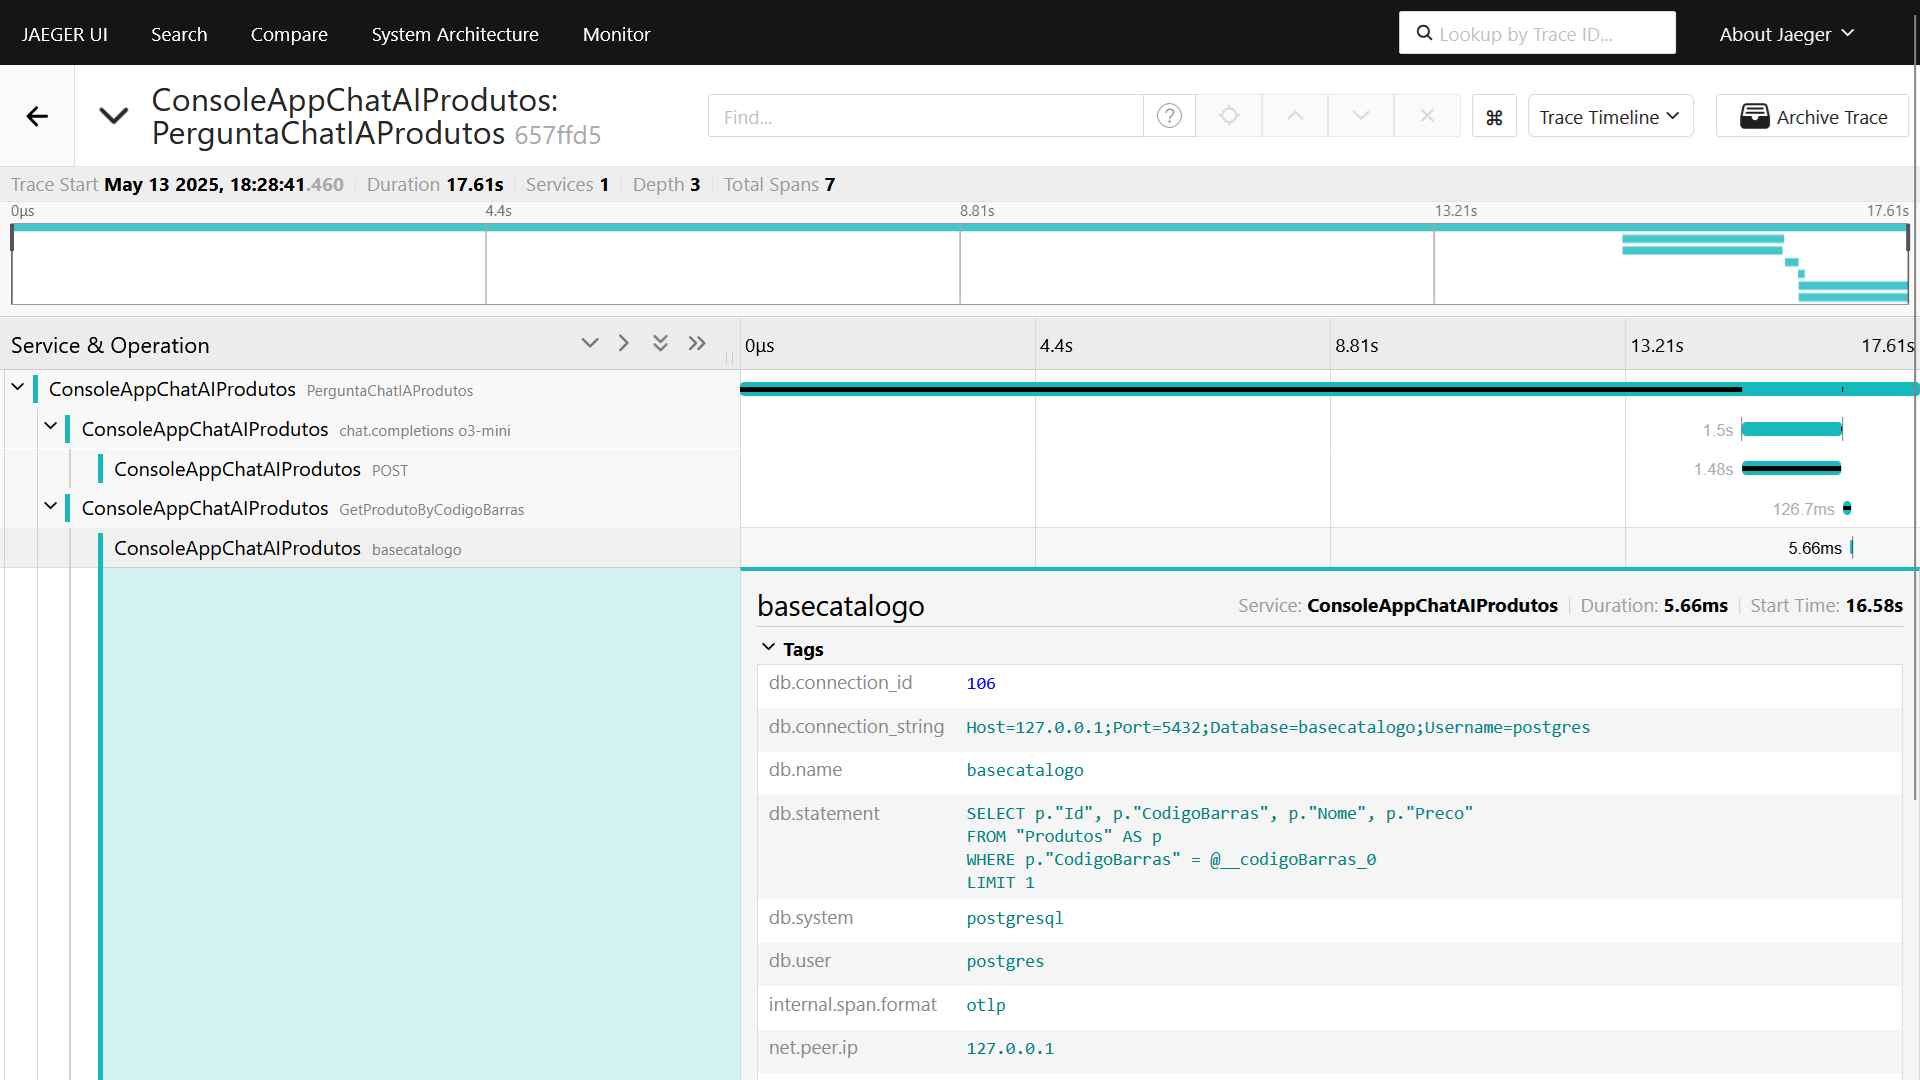 JAEGER UI
Search
Compare
System Architecture
Monitor
Lookup by Trace ID...
About Jaeger
ConsoleAppChatAIProdutos:
PerguntaChatIAProdutos 657ffd5
Find...
?
⌘
Trace Timeline
Archive Trace
Trace Start May 13 2025, 18:28:41.460
Duration 17.61s
Services 1
Depth 3
Total Spans 7
0μs
4.4s
8.81s
13.21s
17.61s
Service & Operation
0μs
4.4s
8.81s
13.21s
17.61s
ConsoleAppChatAIProdutos PerguntaChatIAProdutos
ConsoleAppChatAIProdutos chat.completions o3-mini
1.5s
ConsoleAppChatAIProdutos POST
1.48s
ConsoleAppChatAIProdutos GetProdutoByCodigoBarras
126.7ms
ConsoleAppChatAIProdutos basecatalogo
5.66ms
basecatalogo
Service: ConsoleAppChatAIProdutos
Duration: 5.66ms
Start Time: 16.58s
Tags
db.connection_id 106
db.connection_string Host=127.0.0.1;Port=5432;Database=basecatalogo;Username=postgres
db.name basecatalogo
db.statement SELECT p."Id", p."CodigoBarras", p."Nome", p."Preco"
FROM "Produtos" AS p
WHERE p."CodigoBarras" = @__codigoBarras_0
LIMIT 1
db.system postgresql
db.user postgres
internal.span.format otlp
net.peer.ip 127.0.0.1